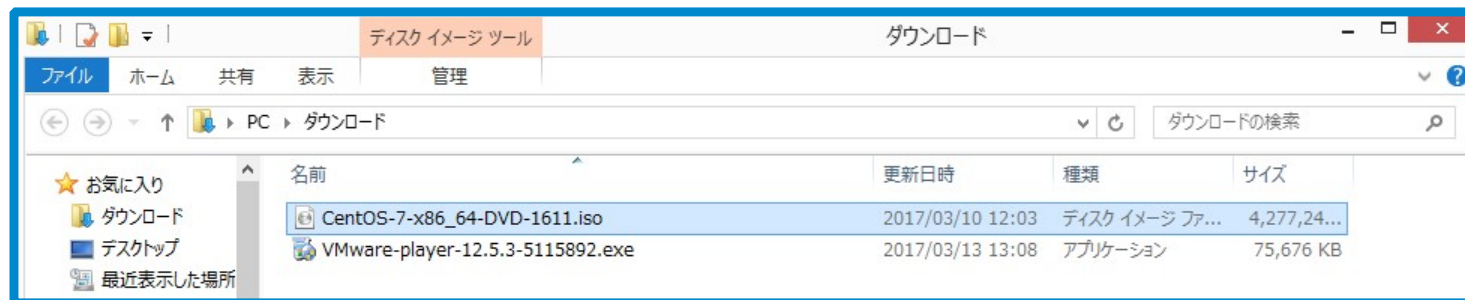 ディスク イメージ ツール ダウンロード
ファイル ホーム 共有 表示 管理
PC ダウンロード ダウンロードの検索
お気に入り 名前 更新日時 種類 サイズ
ダウンロード CentOS-7-x86_64-DVD-1611.iso 2017/03/10 12:03 ディスク イメージ ファ... 4,277,24...
デスクトップ VMware-player-12.5.3-5115892.exe 2017/03/13 13:08 アプリケーション 75,676 KB
最近表示した場所